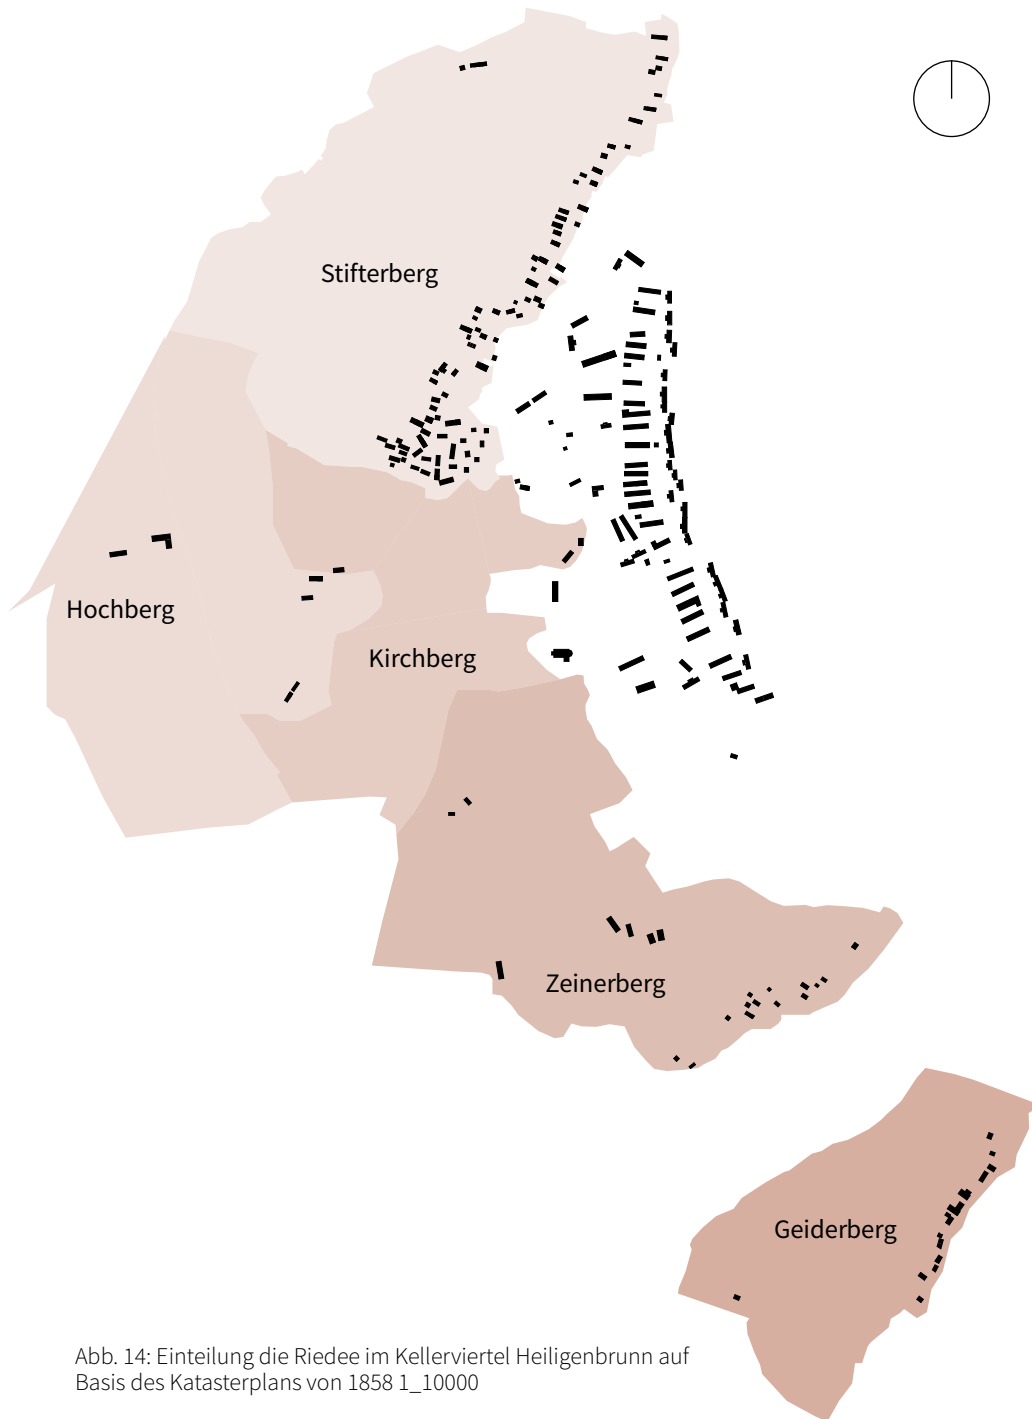 Stifterberg
Hochberg
Kirchberg
Zeinerberg
Geiderberg
Abb. 14: Einteilung die Riedee im Kellerviertel Heiligenbrunn auf
Basis des Katasterplans von 1858 1_10000